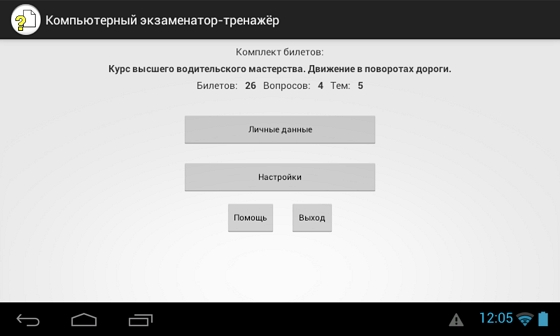 Компьютерный экзаменатор-тренажёр
Комплект билетов:
Курс высшего водительского мастерства. Движение в поворотах дороги.
Билетов: 26 Вопросов: 4 Тем: 5
Личные данные
Настройки
Помощь Выход
12:05